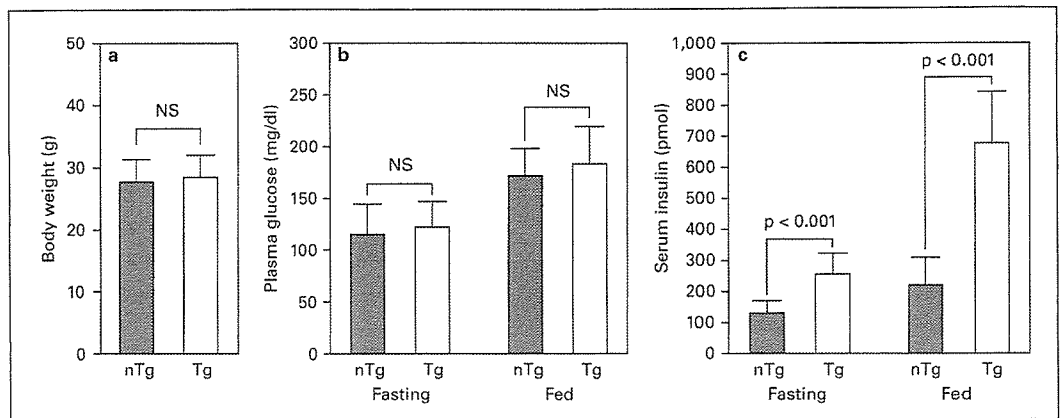 a
50
40
30
20
10
0
Body weight (g)
NS
nTg
Tg
b
300
250
200
150
100
50
0
Plasma glucose (mg/dl)
NS
NS
nTg
Tg
nTg
Tg
Fasting
Fed
c
1,000
900
800
700
600
500
400
300
200
100
0
Serum insulin (pmol)
p < 0.001
p < 0.001
nTg
Tg
nTg
Tg
Fasting
Fed